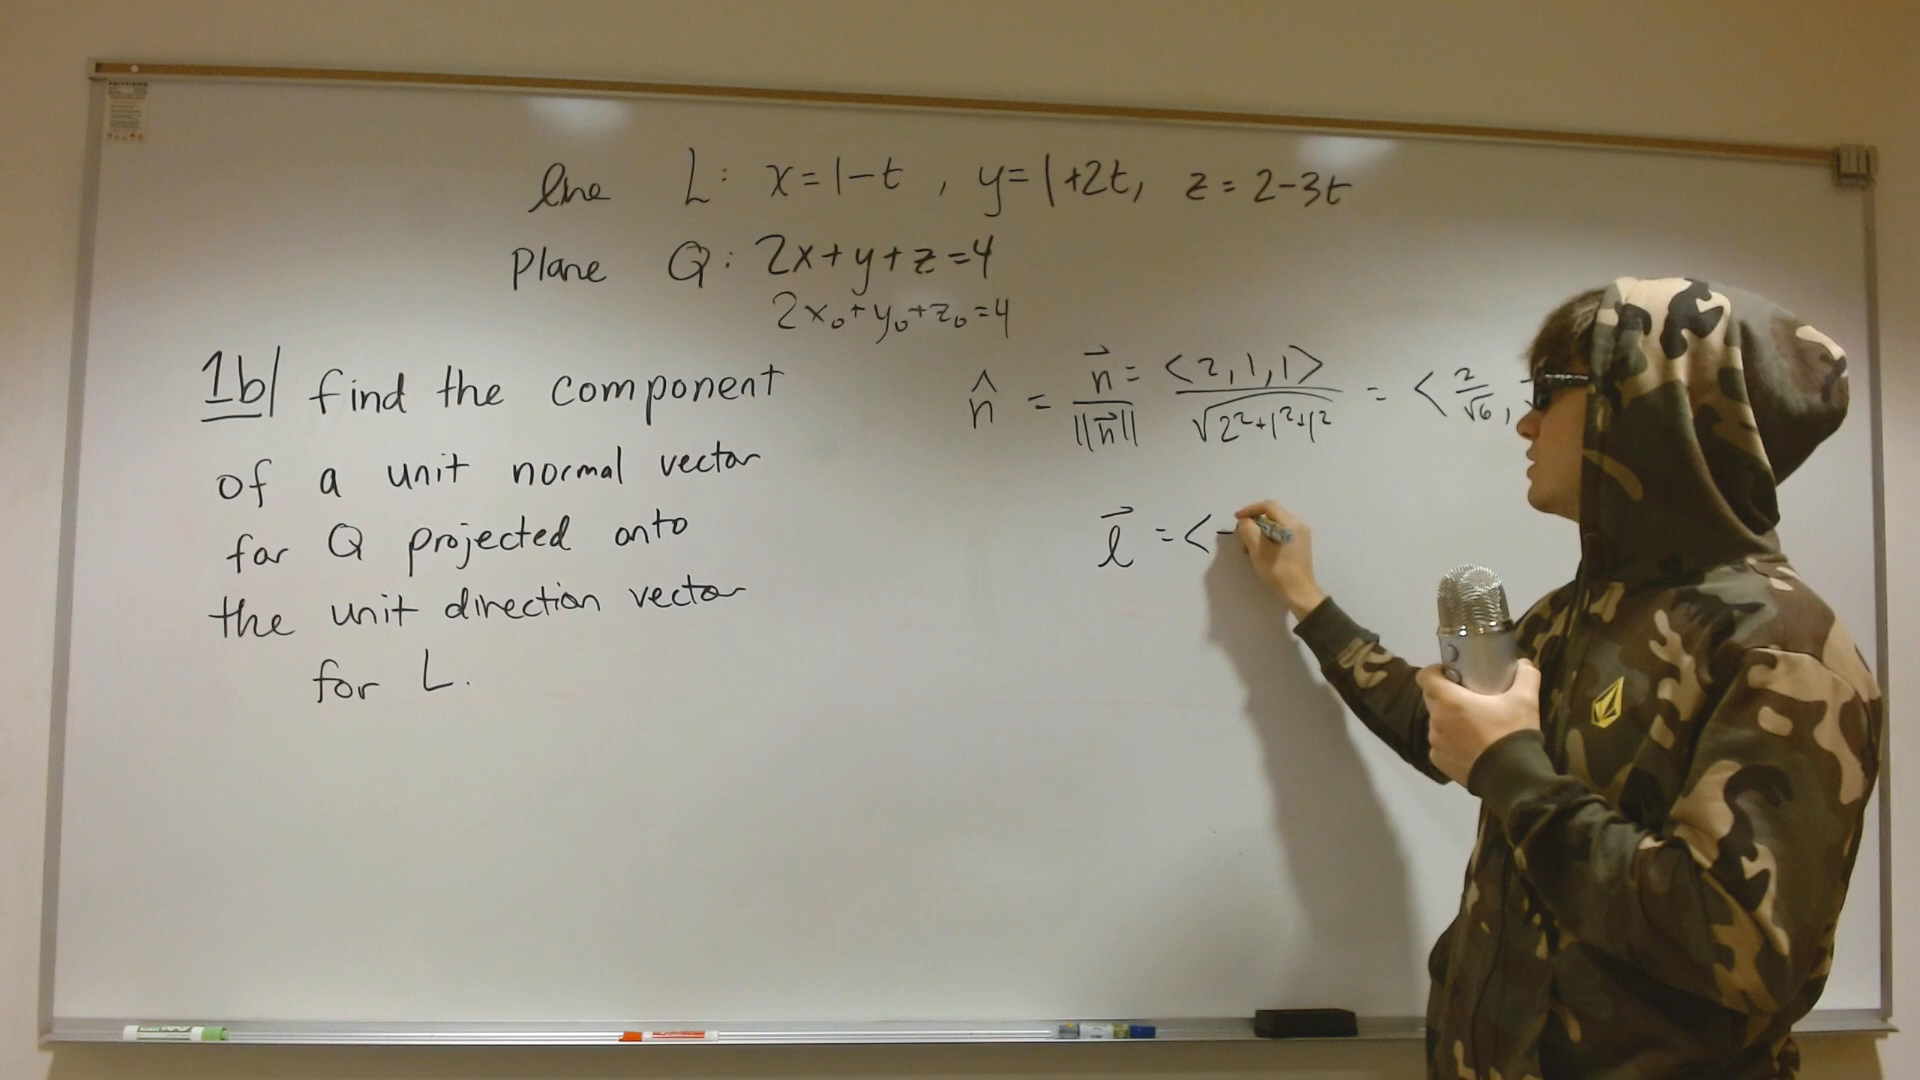 line L: x=1-t, y=1+2t, z=2-3t
Plane Q: 2x+y+z=4
2x₀+y₀+z₀=4
1b| find the component
of a unit normal vector
for Q projected onto
the unit direction vector
for L.
n̂ = n⃗/||n⃗|| = <2,1,1>/√2²+1²+1² = <2/√6,
l⃗ = <-